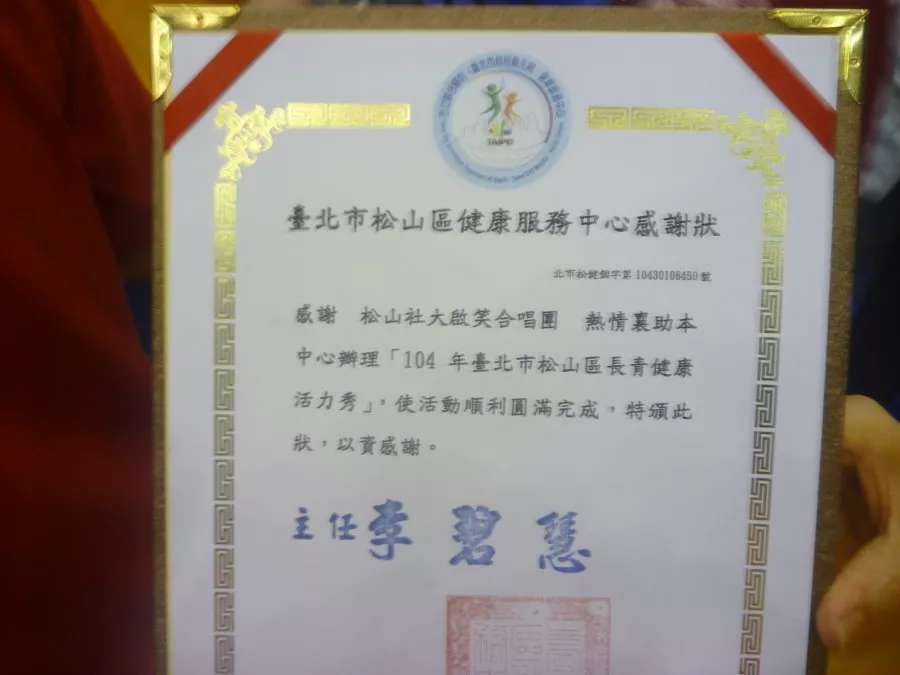 臺北市松山區健康服務中心感謝狀
北市松健個字第10430106450號
感謝　松山社大啟笑合唱團　熱情襄助本
中心辦理「104 年臺北市松山區長青健康
活力秀」，使活動順利圓滿完成，特頒此
狀，以資感謝。
主任李碧慧